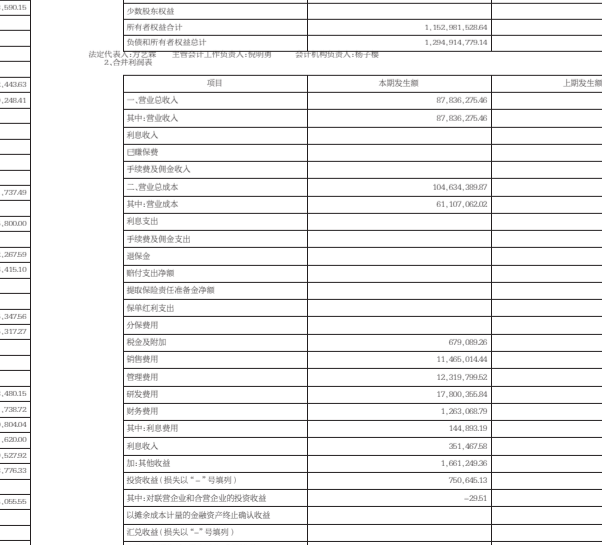 ,590.15
,443.63
,248.41
,737.49
,800.00
,267.59
,415.10
,347.56
,317.27
,480.15
,738.72
,804.04
,620.00
,527.92
,776.33
,055.55
少数股东权益
所有者权益合计 1,152,981,528.64
负债和所有者权益总计 1,294,914,779.14
法定代表人:方艺霖 主管会计工作负责人:倪明勇 会计机构负责人:杨子樱
2、合并利润表
项目 本期发生额 上期发生额
一、营业总收入 87,836,275.46
其中:营业收入 87,836,275.46
利息收入
已赚保费
手续费及佣金收入
二、营业总成本 104,634,389.87
其中:营业成本 61,107,062.02
利息支出
手续费及佣金支出
退保金
赔付支出净额
提取保险责任准备金净额
保单红利支出
分保费用
税金及附加 679,089.26
销售费用 11,465,014.44
管理费用 12,319,799.52
研发费用 17,800,355.84
财务费用 1,263,068.79
其中:利息费用 144,893.19
利息收入 351,467.58
加:其他收益 1,661,249.36
投资收益(损失以“-”号填列) 750,645.13
其中:对联营企业和合营企业的投资收益 -29.51
以摊余成本计量的金融资产终止确认收益
汇兑收益(损失以“-”号填列)